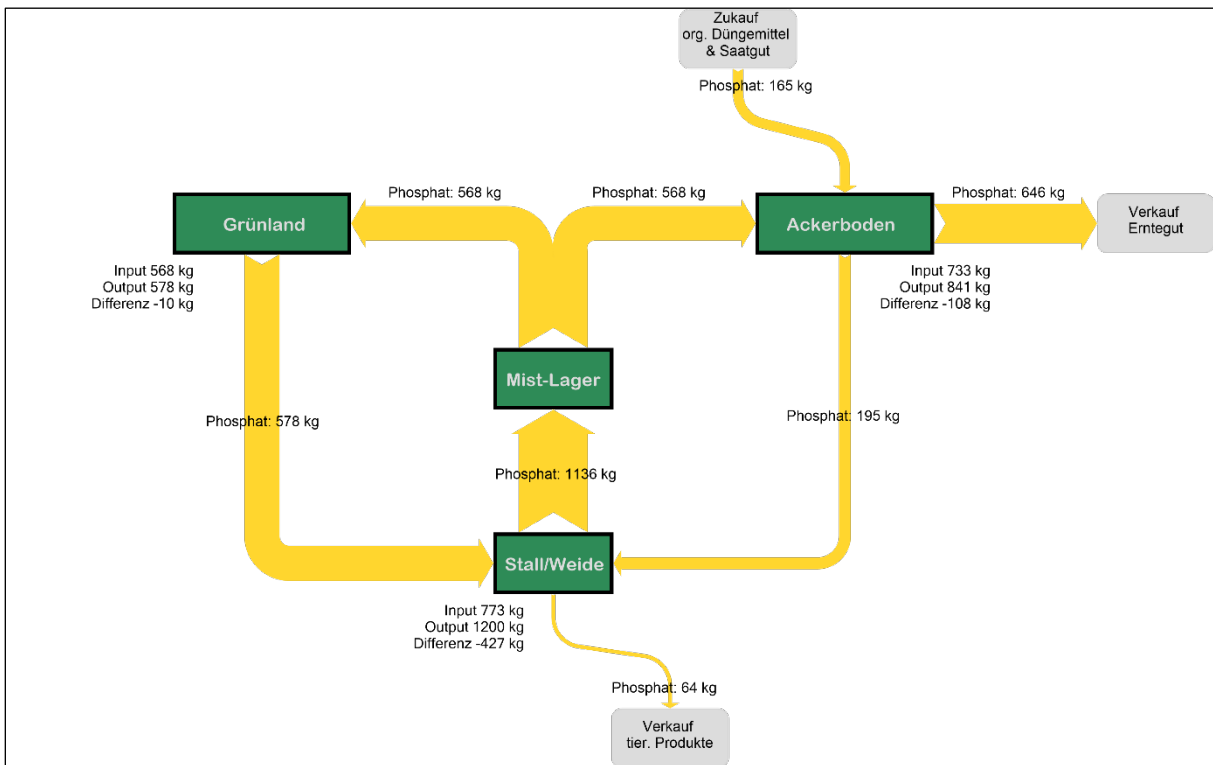 Zukauf
org. Düngemittel
& Saatgut
Phosphat: 165 kg
Phosphat: 568 kg
Phosphat: 568 kg
Phosphat: 646 kg
Grünland
Ackerboden
Verkauf
Erntegut
Input 568 kg
Output 578 kg
Differenz -10 kg
Input 733 kg
Output 841 kg
Differenz -108 kg
Mist-Lager
Phosphat: 578 kg
Phosphat: 195 kg
Phosphat: 1136 kg
Stall/Weide
Input 773 kg
Output 1200 kg
Differenz -427 kg
Phosphat: 64 kg
Verkauf
tier. Produkte